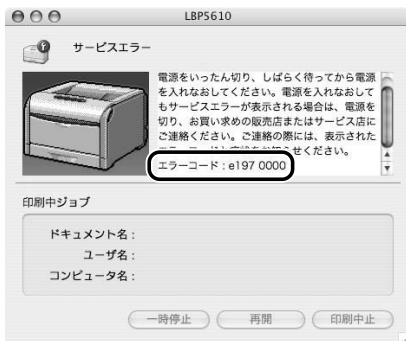 LBP5610
サービスエラー
電源をいったん切り、しばらく待ってから電源
を入れなおしてください。電源を入れなおして
もサービスエラーが表示される場合は、電源を
切り、お買い求めの販売店またはサービス店に
ご連絡ください。ご連絡の際には、表示された
せください。
エラーコード : e197 0000
印刷中ジョブ
ドキュメント名 :
ユーザ名 :
コンピュータ名 :
一時停止 再開 印刷中止